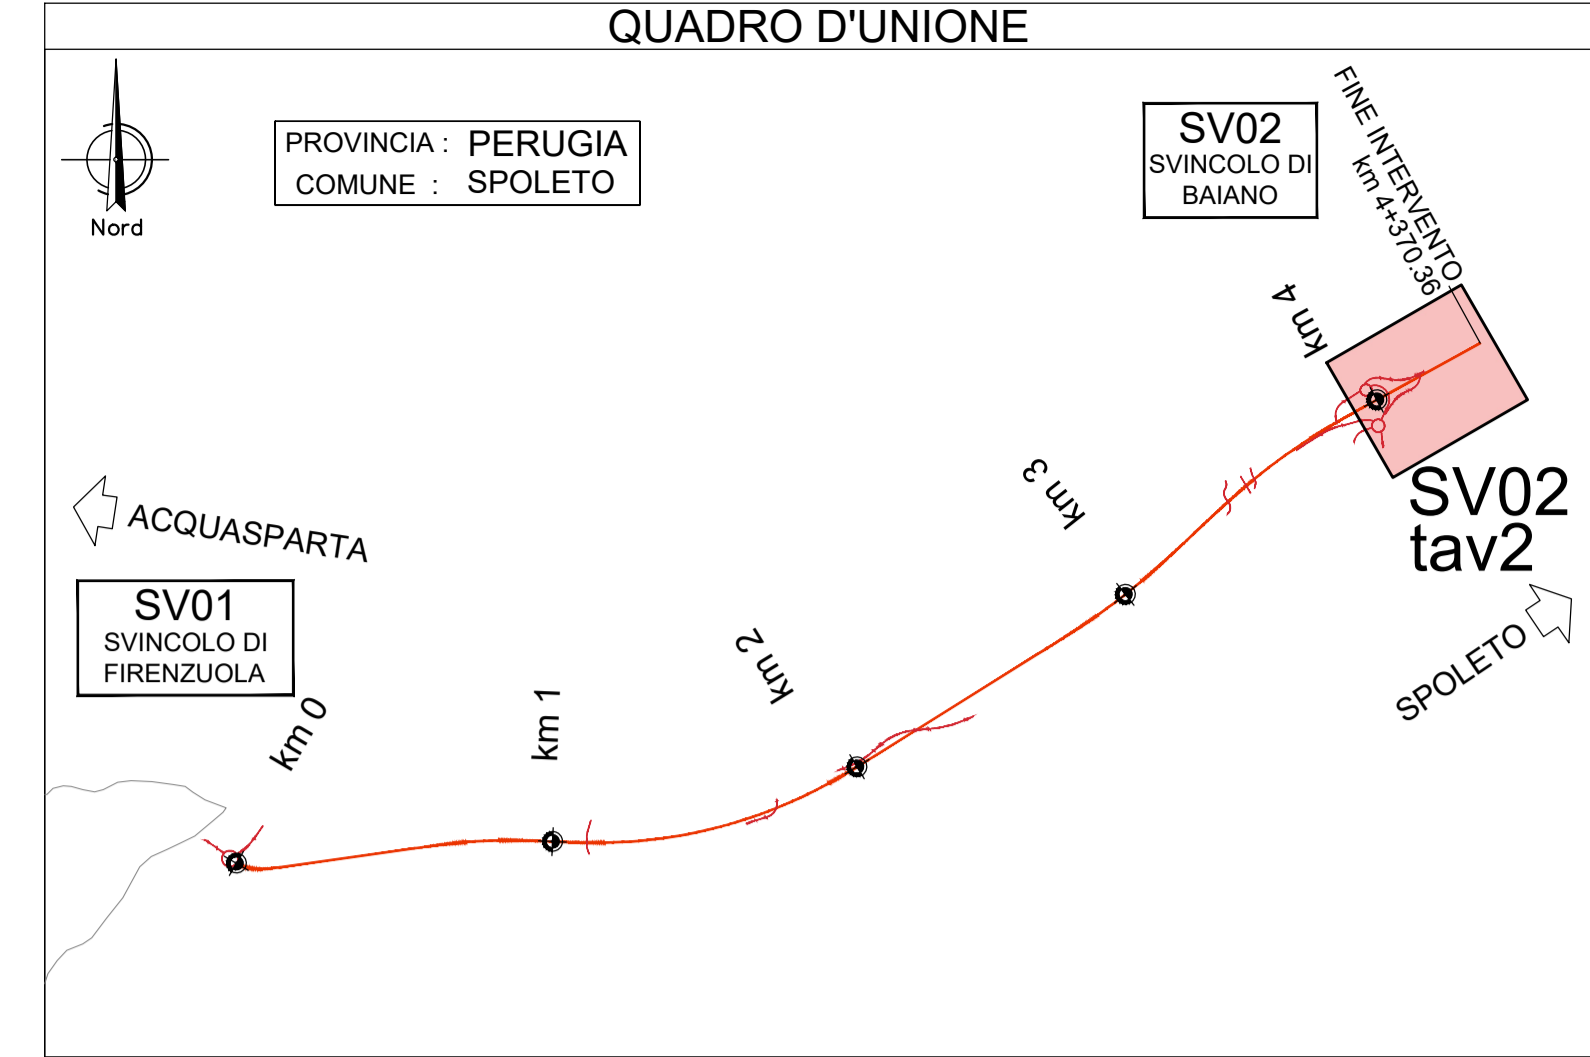 QUADRO D'UNIONE
Nord
PROVINCIA : PERUGIA
COMUNE : SPOLETO
SV02
SVINCOLO DI
BAIANO
FINE INTERVENTO
km 4+370.36
km 4
SV02
tav2
km 3
ACQUASPARTA
SV01
SVINCOLO DI
FIRENZUOLA
SPOLETO
km 2
km 1
km 0